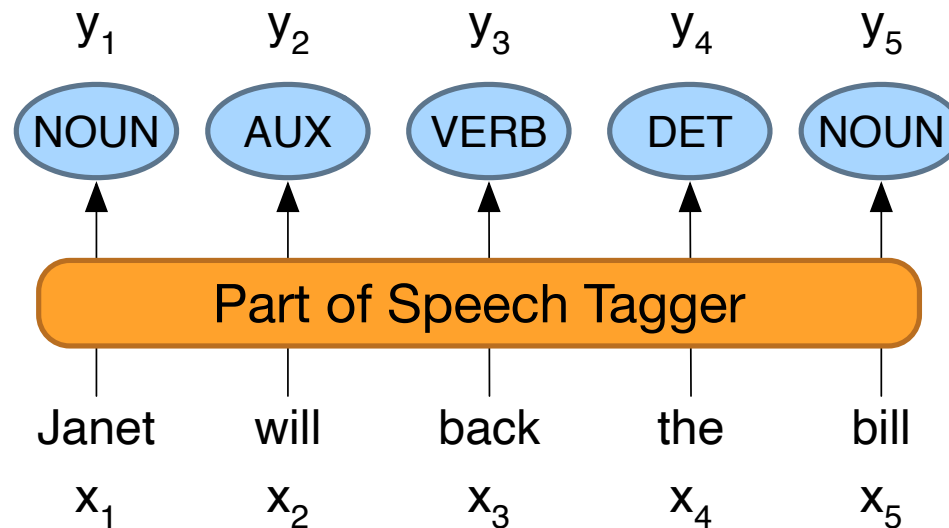 y1 y2 y3 y4 y5
NOUN AUX VERB DET NOUN
Part of Speech Tagger
Janet will back the bill
x1 x2 x3 x4 x5